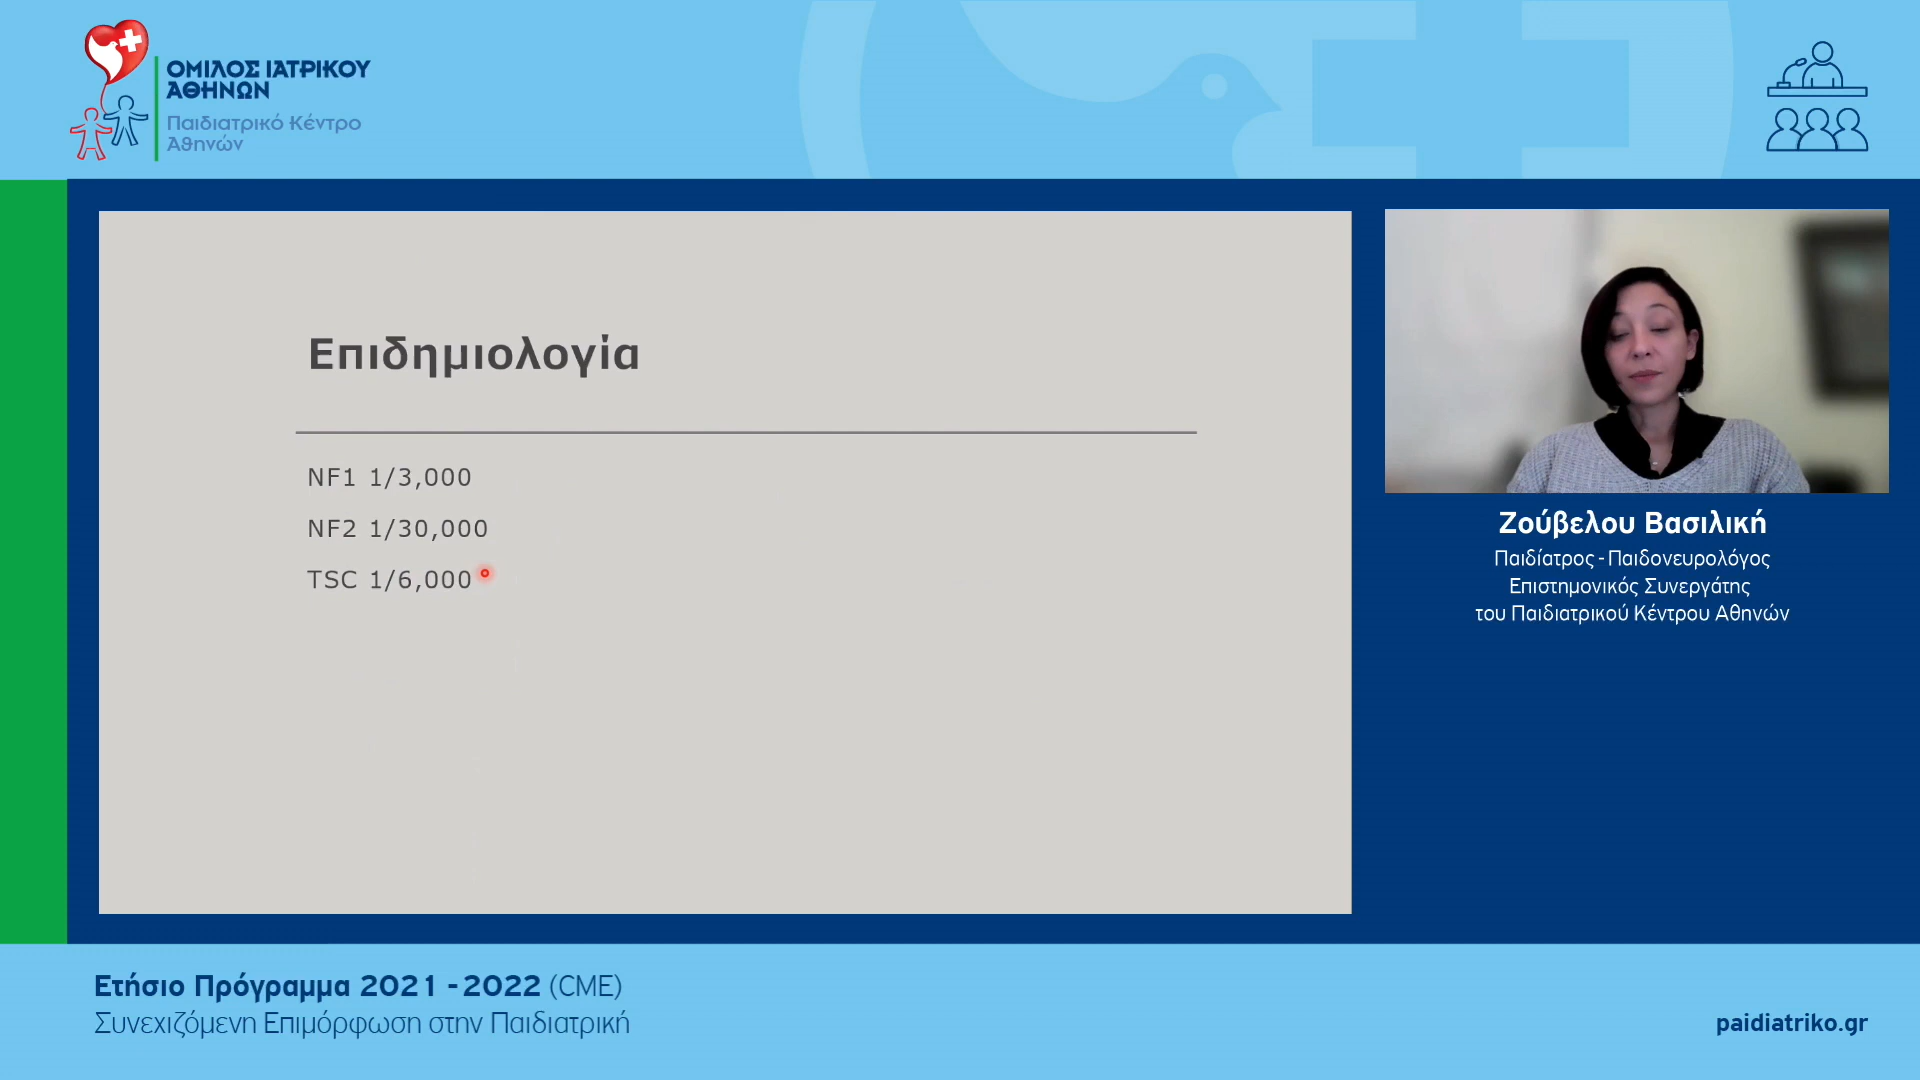 ΟΜΙΛΟΣ ΙΑΤΡΙΚΟΥ
ΑΘΗΝΩΝ
Παιδιατρικό Κέντρο
Αθηνών
Επιδημιολογία
NF1 1/3,000
NF2 1/30,000
TSC 1/6,000
Ζούβελου Βασιλική
Παιδίατρος - Παιδονευρολόγος
Επιστημονικός Συνεργάτης
του Παιδιατρικού Κέντρου Αθηνών
Ετήσιο Πρόγραμμα 2021 - 2022 (CME)
Συνεχιζόμενη Επιμόρφωση στην Παιδιατρική
paidiatriko.gr